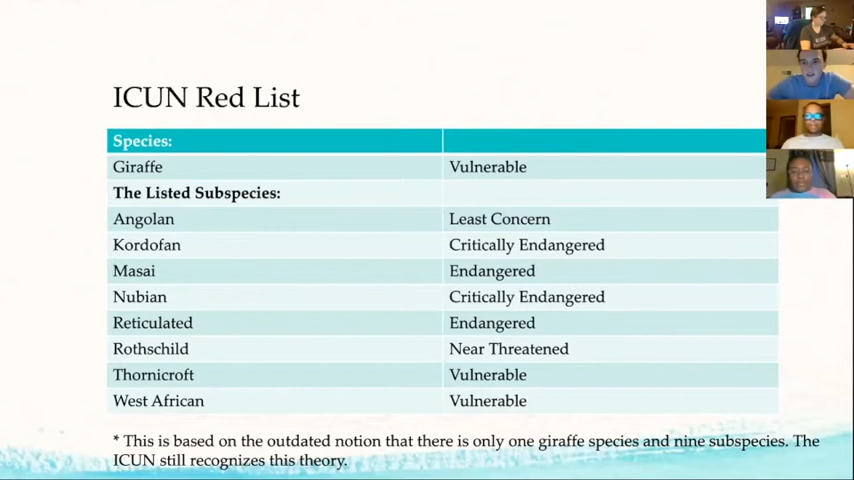 ICUN Red List
Species:
Giraffe Vulnerable
The Listed Subspecies:
Angolan Least Concern
Kordofan Critically Endangered
Masai Endangered
Nubian Critically Endangered
Reticulated Endangered
Rothschild Near Threatened
Thornicroft Vulnerable
West African Vulnerable
* This is based on the outdated notion that there is only one giraffe species and nine subspecies. The
ICUN still recognizes this theory.